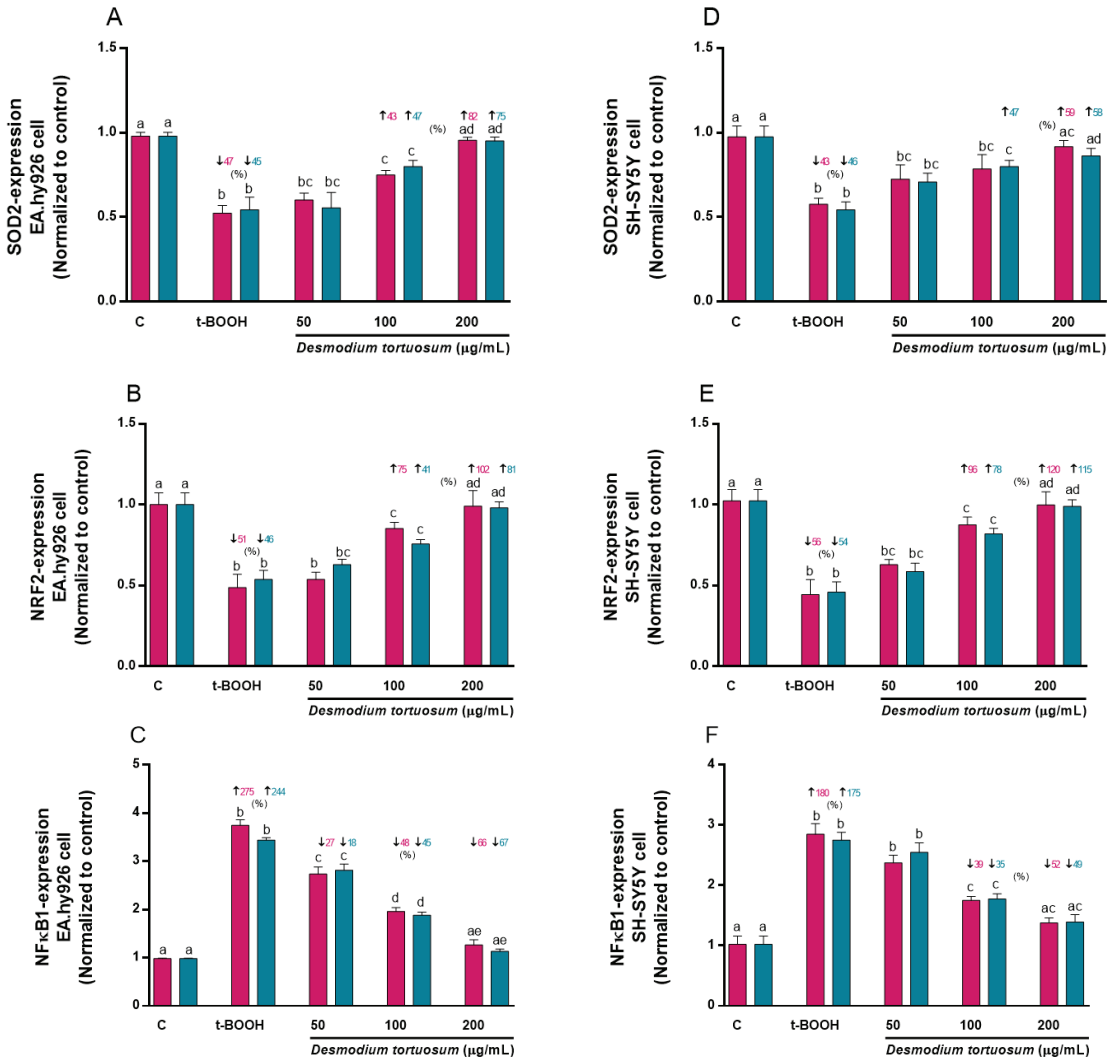 A
SOD2-expression
EA.hy926 cell
(Normalized to control)
1.5
1.0
0.5
0.0
↑43 ↑47 ↑82 ↑75
(%)
a a ad ad
↓47 ↓45
(%)
c c
b b bc bc
C t-BOOH 50 100 200
Desmodium tortuosum (μg/mL)
D
SOD2-expression
SH-SY5Y cell
(Normalized to control)
1.5
1.0
0.5
0.0
↑47 ↑59 ↑58
(%)
a a ac ad
↓43 ↓46
(%)
bc bc bc c
b b
C t-BOOH 50 100 200
Desmodium tortuosum (μg/mL)
B
NRF2-expression
EA.hy926 cell
(Normalized to control)
1.5
1.0
0.5
0.0
↑75 ↑41 ↑102 ↑81
(%)
a a ad ad
c c
↓51 ↓46
(%)
b b b bc
C t-BOOH 50 100 200
Desmodium tortuosum (μg/mL)
E
NRF2-expression
SH-SY5Y cell
(Normalized to control)
1.5
1.0
0.5
0.0
↑96 ↑78 ↑120 ↑115
(%)
a a ad ad
c c
↓56 ↓54
(%)
b b b b
C t-BOOH 50 100 200
Desmodium tortuosum (μg/mL)
C
NFκB1-expression
EA.hy926 cell
(Normalized to control)
5
4
3
2
1
0
↑275 ↑244
(%)
b b
↓27 ↓18 ↓48 ↓45 ↓66 ↓67
(%)
c c
d d
a a ae ae
C t-BOOH 50 100 200
Desmodium tortuosum (μg/mL)
F
NFκB1-expression
SH-SY5Y cell
(Normalized to control)
4
3
2
1
0
↑180 ↑175
(%)
b b b b
↓39 ↓35 ↓52 ↓49
(%)
c c
a a ac ac
C t-BOOH 50 100 200
Desmodium tortuosum (μg/mL)